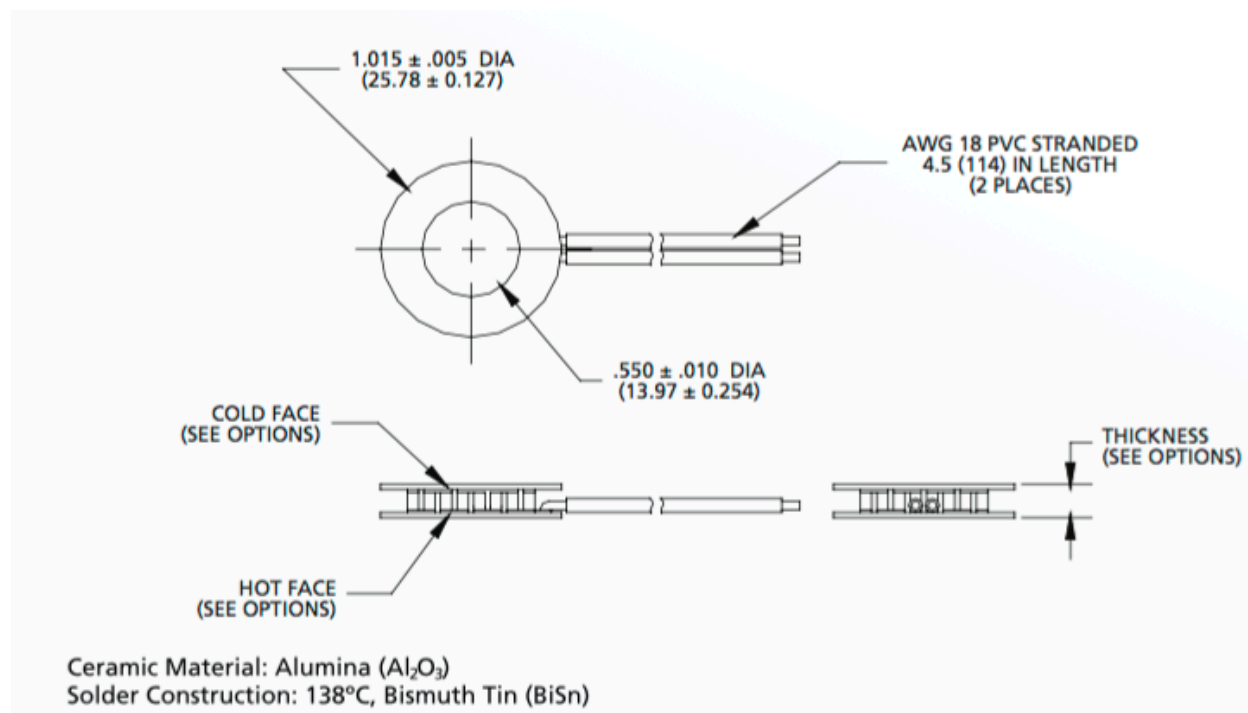 1.015 ± .005 DIA
(25.78 ± 0.127)
AWG 18 PVC STRANDED
4.5 (114) IN LENGTH
(2 PLACES)
.550 ± .010 DIA
(13.97 ± 0.254)
COLD FACE
(SEE OPTIONS)
THICKNESS
(SEE OPTIONS)
HOT FACE
(SEE OPTIONS)
Ceramic Material: Alumina (Al₂O₃)
Solder Construction: 138°C, Bismuth Tin (BiSn)